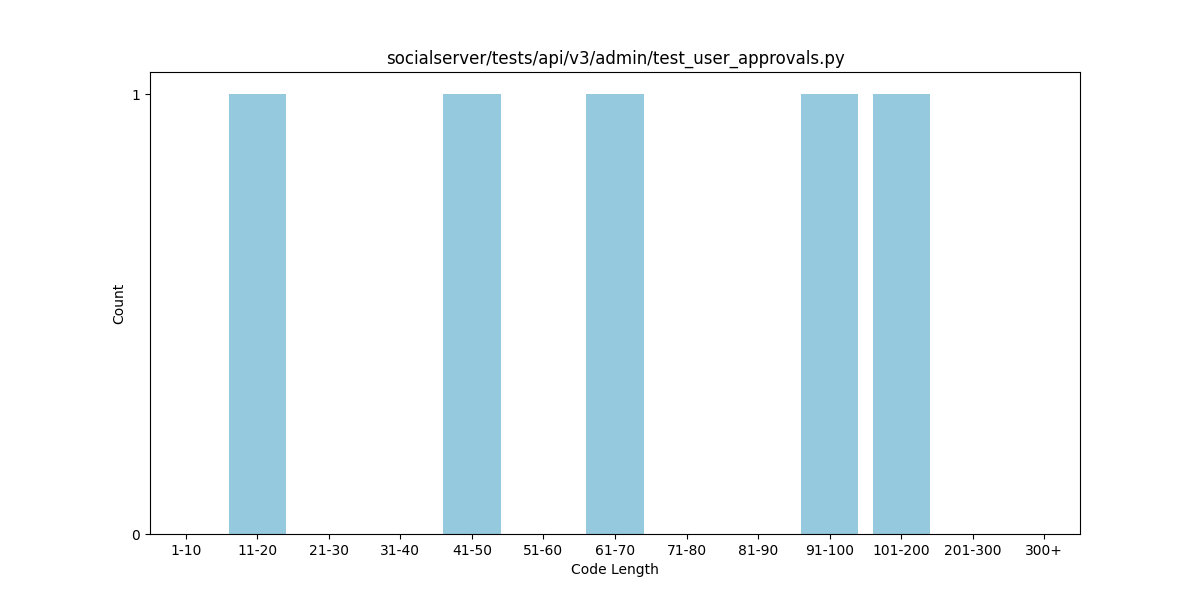 socialserver/tests/api/v3/admin/test_user_approvals.py
1
Count
0
1-10 11-20 21-30 31-40 41-50 51-60 61-70 71-80 81-90 91-100 101-200 201-300 300+
Code Length